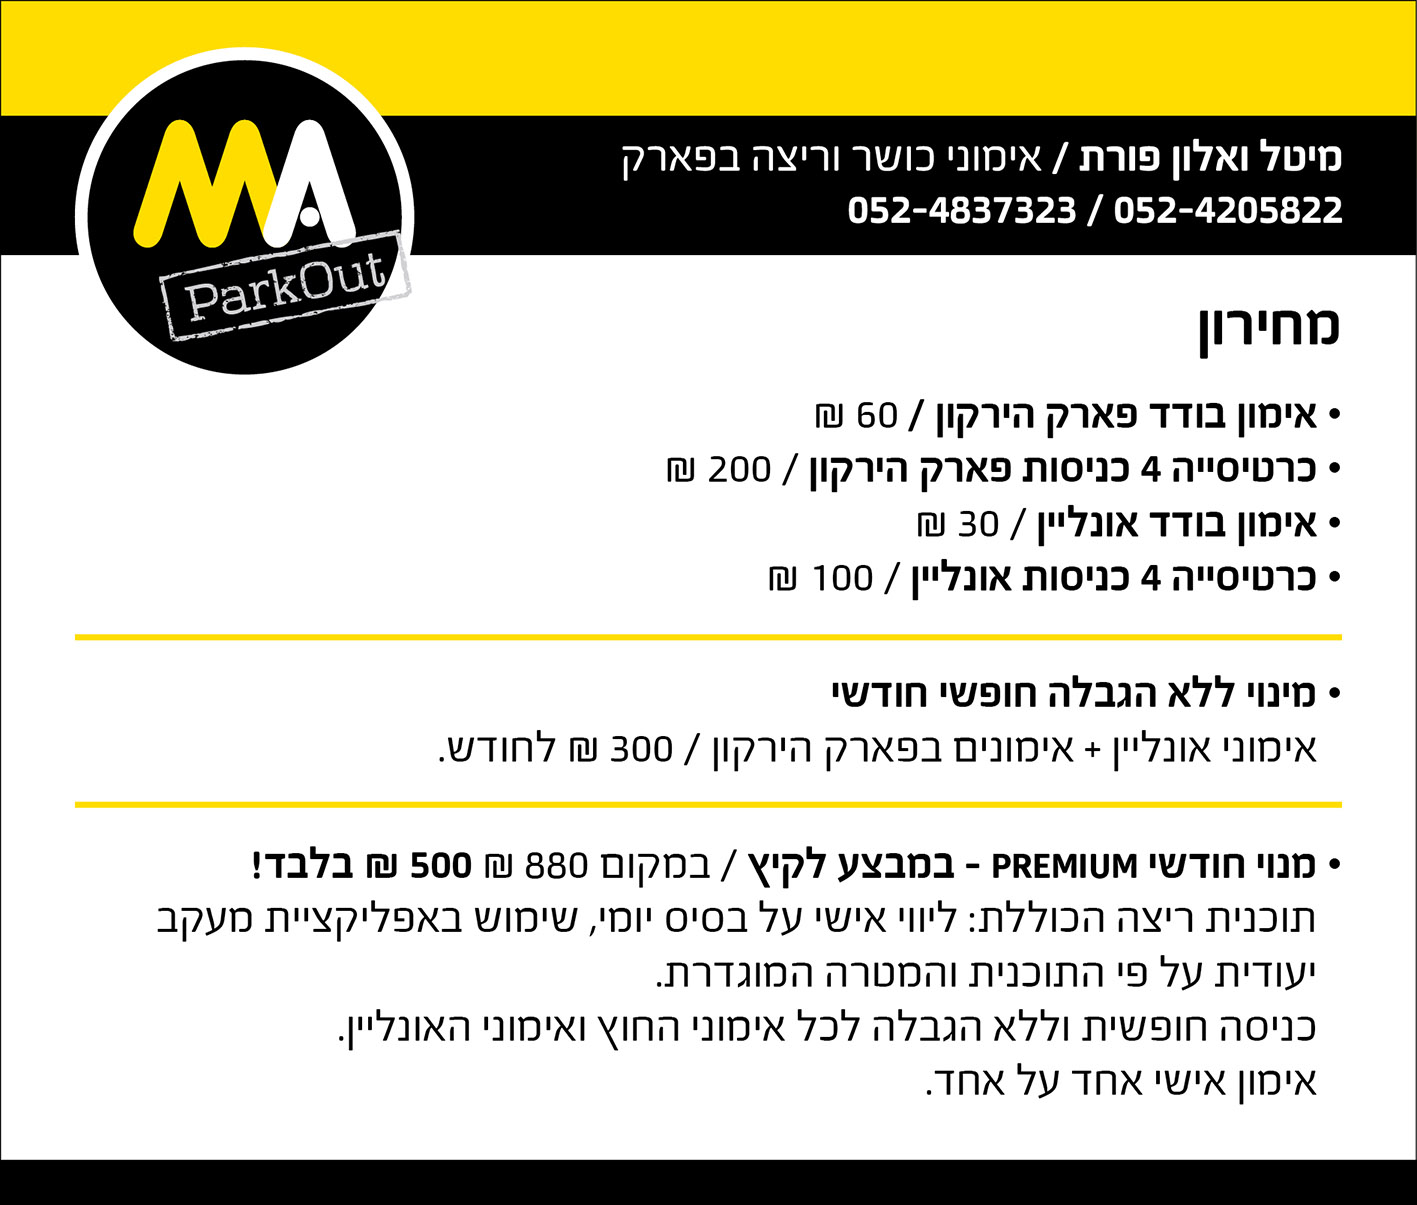 MA
ParkOut
מיטל ואלון פורת / אימוני כושר וריצה בפארק
052-4837323 / 052-4205822
מחירון
• אימון בודד פארק הירקון / 60 ₪
• כרטיסייה 4 כניסות פארק הירקון / 200 ₪
• אימון בודד אונליין / 30 ₪
• כרטיסייה 4 כניסות אונליין / 100 ₪
• מינוי ללא הגבלה חופשי חודשי
אימוני אונליין + אימונים בפארק הירקון / 300 ₪ לחודש.
• מנוי חודשי PREMIUM - במבצע לקיץ / במקום 880 ₪ 500 ₪ בלבד!
תוכנית ריצה הכוללת: ליווי אישי על בסיס יומי, שימוש באפליקציית מעקב
יעודית על פי התוכנית והמטרה המוגדרת.
כניסה חופשית וללא הגבלה לכל אימוני החוץ ואימוני האונליין.
אימון אישי אחד על אחד.